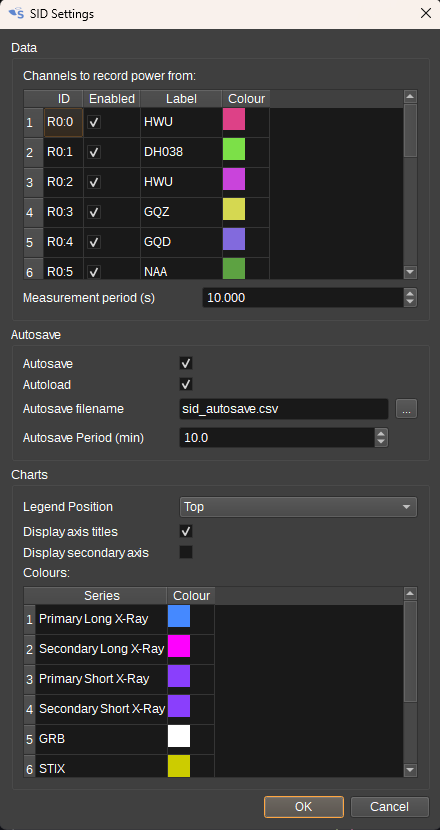 SID Settings
Data
Channels to record power from:
ID Enabled Label Colour
1 R0:0 HWU
2 R0:1 DH038
3 R0:2 HWU
4 R0:3 GQZ
5 R0:4 GQD
6 R0:5 NAA
Measurement period (s) 10.000
Autosave
Autosave
Autoload
Autosave filename sid_autosave.csv ...
Autosave Period (min) 10.0
Charts
Legend Position Top
Display axis titles
Display secondary axis
Colours:
Series Colour
1 Primary Long X-Ray
2 Secondary Long X-Ray
3 Primary Short X-Ray
4 Secondary Short X-Ray
5 GRB
6 STIX
OK Cancel